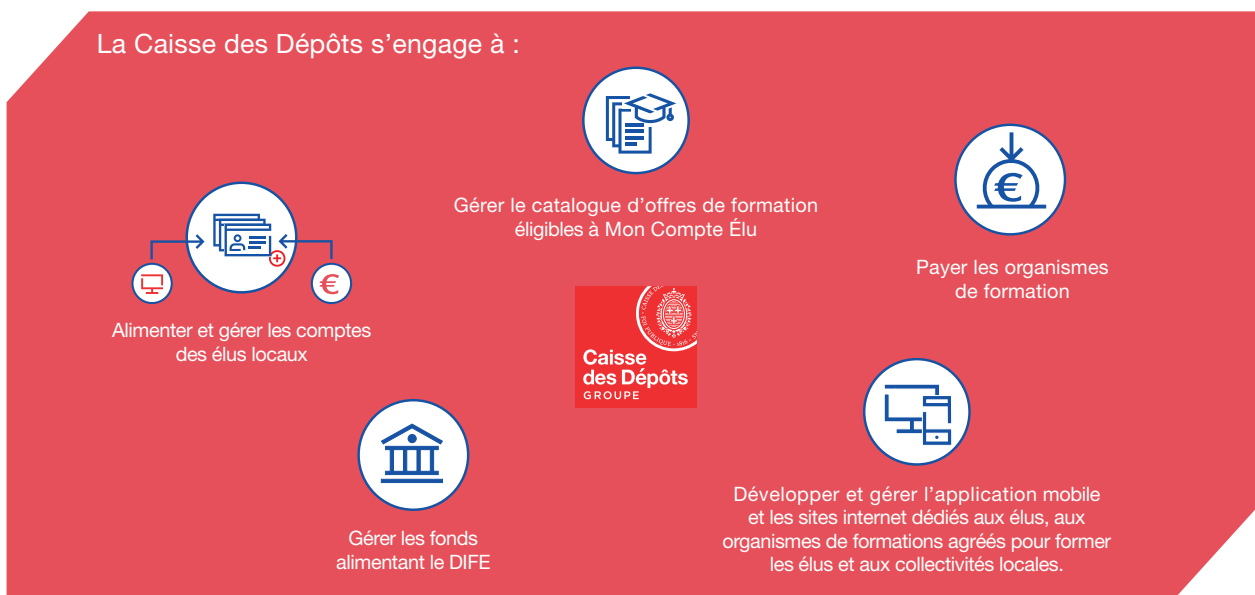 La Caisse des Dépôts s’engage à :
Gérer le catalogue d’offres de formation
éligibles à Mon Compte Élu
Payer les organismes
de formation
Alimenter et gérer les comptes
des élus locaux
Caisse
des Dépôts
GROUPE
Gérer les fonds
alimentant le DIFE
Développer et gérer l’application mobile
et les sites internet dédiés aux élus, aux
organismes de formations agréés pour former
les élus et aux collectivités locales.